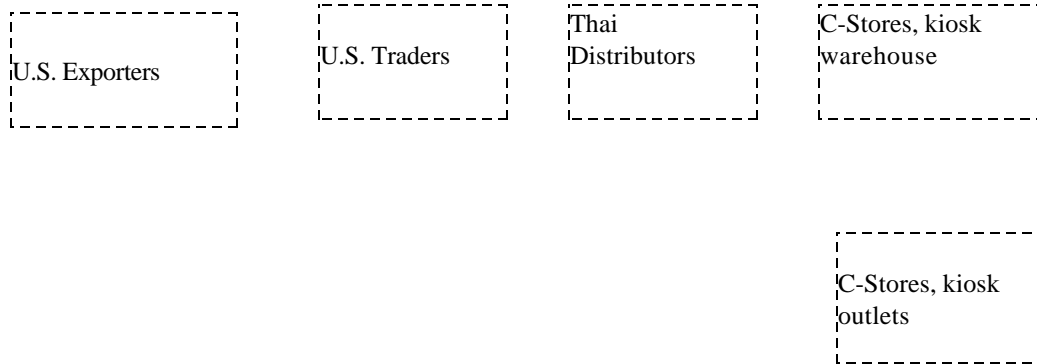 U.S. Exporters
U.S. Traders
Thai
Distributors
C-Stores, kiosk
warehouse
C-Stores, kiosk
outlets